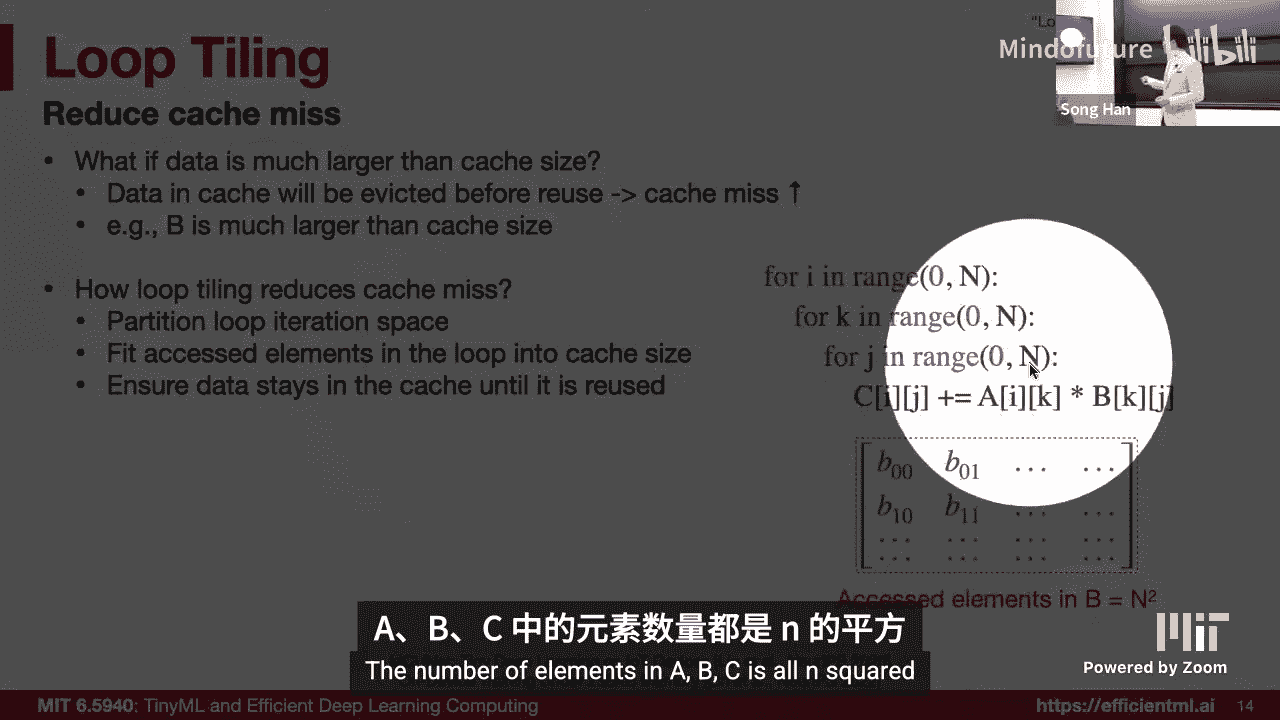 "Lo
Loop Tiling
Mindofuture bilibili
Song Han
Reduce cache miss
• What if data is much larger than cache size?
• Data in cache will be evicted before reuse -> cache miss ↑
• e.g., B is much larger than cache size
• How loop tiling reduces cache miss?
• Partition loop iteration space
• Fit accessed elements in the loop into cache size
• Ensure data stays in the cache until it is reused
for i in range(0, N):
for k in range(0, N):
for j in range(0, N):
C[i][j] += A[i][k] * B[k][j]
b00 b01 ... ...
b10 b11 ... ...
... ... ... ...
... ... ... ...
Accessed elements in B = N²
A、B、C 中的元素数量都是 n 的平方
The number of elements in A, B, C is all n squared
MIT
Powered by Zoom
MIT 6.5940: TinyML and Efficient Deep Learning Computing
https://efficientml.ai 14